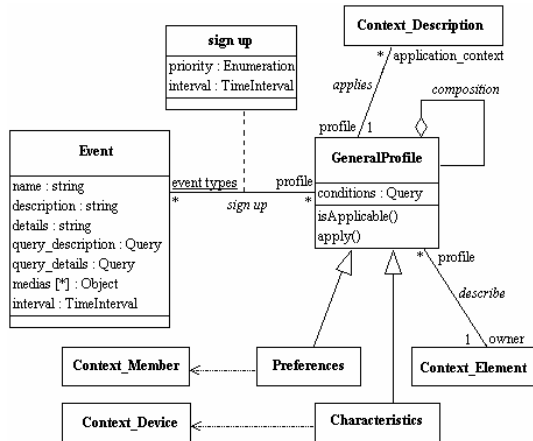 Context_Description
sign up
priority : Enumeration
interval : TimeInterval
* application_context
applies
composition
profile 1
Event
name : string
description : string
details : string
query_description : Query
query_details : Query
medias [*] : Object
interval : TimeInterval
event types
*
sign up
profile
*
GeneralProfile
conditions : Query
isApplicable()
apply()
* profile
describe
1 owner
Context_Member
Preferences
Context_Element
Context_Device
Characteristics